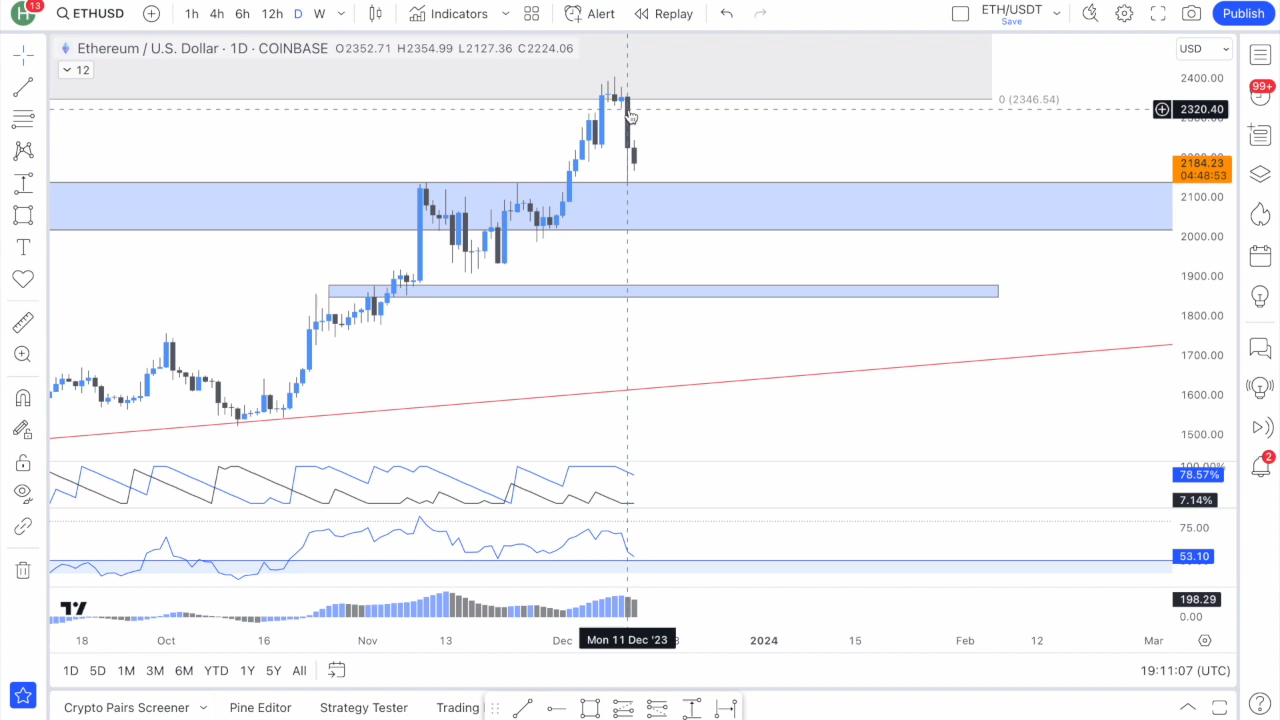 H
13
ETHUSD
1h 4h 6h 12h D W
Indicators
Alert
Replay
ETH/USDT
Save
Publish
Ethereum / U.S. Dollar · 1D · COINBASE O2352.71 H2354.99 L2127.36 C2224.06
12
USD
2400.00
0 (2346.54)
2320.40
2184.23
04:48:53
2100.00
2000.00
1900.00
1800.00
1700.00
1600.00
1500.00
100.00%
78.57%
7.14%
75.00
53.10
198.29
0.00
18 Oct 16 Nov 13 Dec Mon 11 Dec '23 2024 15 Feb 12 Mar
1D 5D 1M 3M 6M YTD 1Y 5Y All
19:11:07 (UTC)
Crypto Pairs Screener Pine Editor Strategy Tester Trading
99+
2